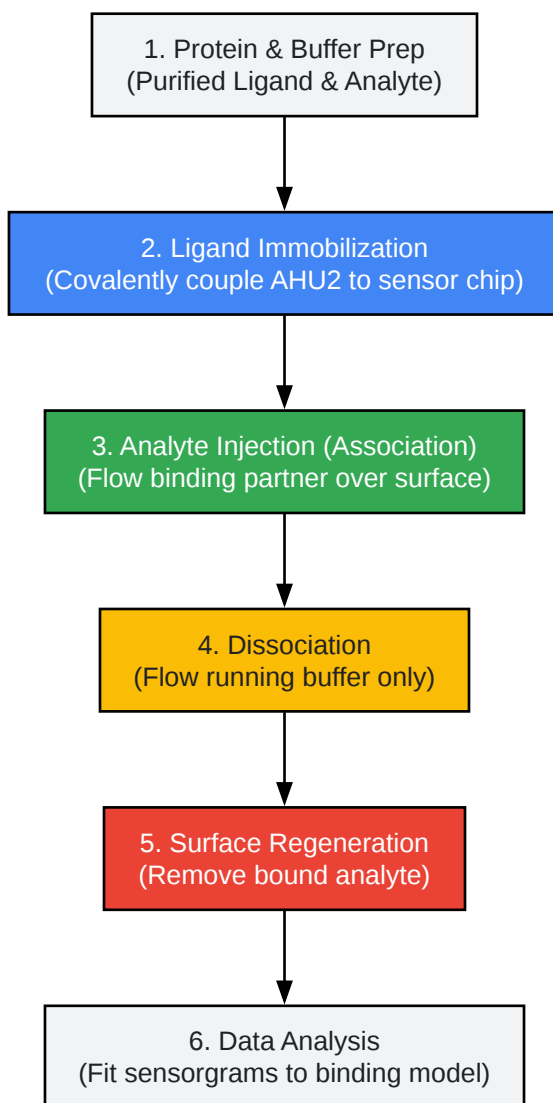 1. Protein & Buffer Prep
(Purified Ligand & Analyte)
2. Ligand Immobilization
(Covalently couple AHU2 to sensor chip)
3. Analyte Injection (Association)
(Flow binding partner over surface)
4. Dissociation
(Flow running buffer only)
5. Surface Regeneration
(Remove bound analyte)
6. Data Analysis
(Fit sensorgrams to binding model)